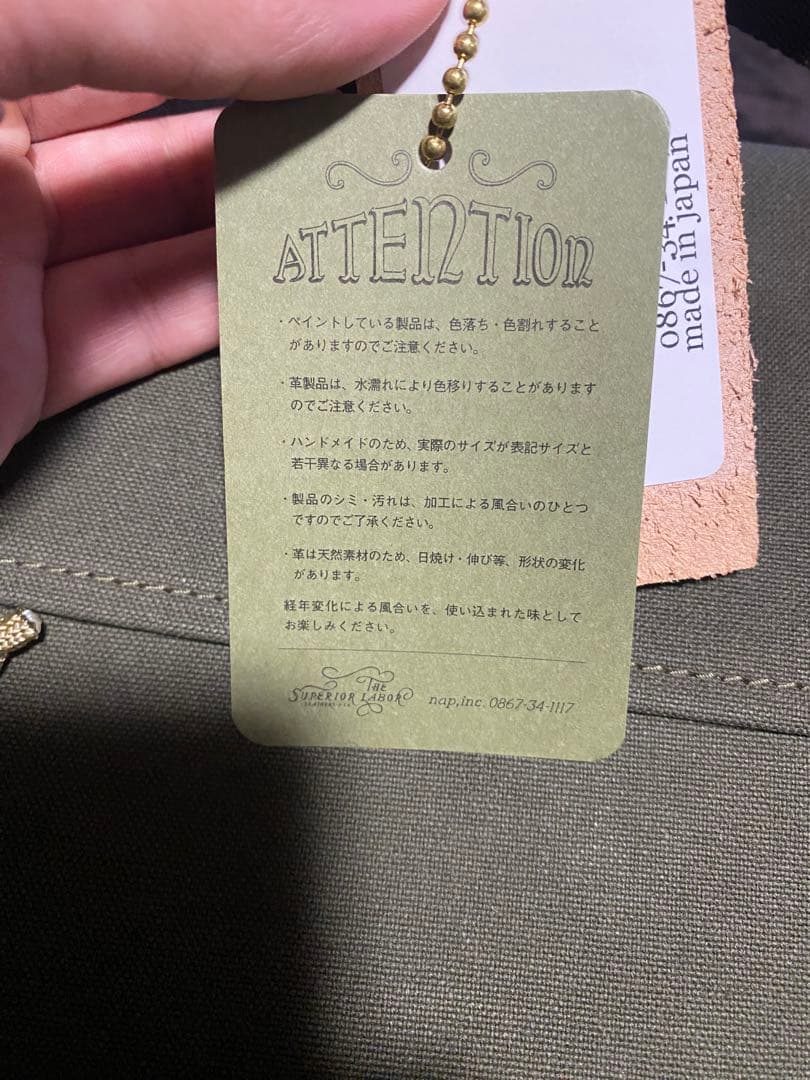 ATTENTION
・ペイントしている製品は、色落ち・色割れすること
がありますのでご注意ください。
・革製品は、水濡れにより色移りすることがあります
のでご注意ください。
・ハンドメイドのため、実際のサイズが表記サイズと
若干異なる場合があります。
・製品のシミ・汚れは、加工による風合いのひとつ
ですのでご了承ください。
・革は天然素材のため、日焼け・伸び等、形状の変化
があります。
経年変化による風合いを、使い込まれた味として
お楽しみください。
THE
SUPERIOR LABOR
nap,inc. 0867-34-1117
0867-34
made in japan